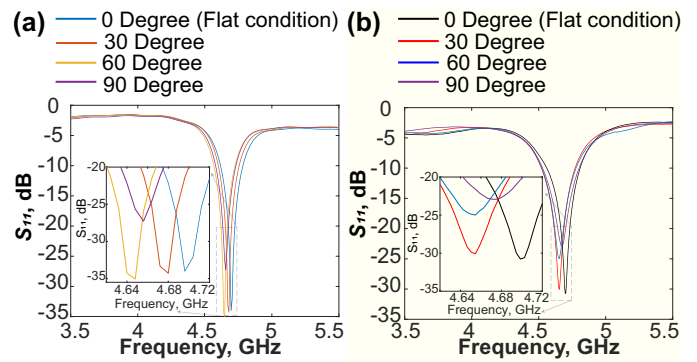 (a)
0 Degree (Flat condition)
30 Degree
60 Degree
90 Degree
0
-5
-10
-15
-20
-25
-30
-35
S11, dB
3.5 4 4.5 5 5.5
Frequency, GHz
-20
-25
-30
-35
S11, dB
4.64 4.68 4.72
Frequency, GHz
(b)
0 Degree (Flat condition)
30 Degree
60 Degree
90 Degree
0
-5
-10
-15
-20
-25
-30
-35
S11, dB
3.5 4 4.5 5 5.5
Frequency, GHz
-20
-25
-30
-35
S11, dB
4.64 4.68 4.72
Frequency, GHz